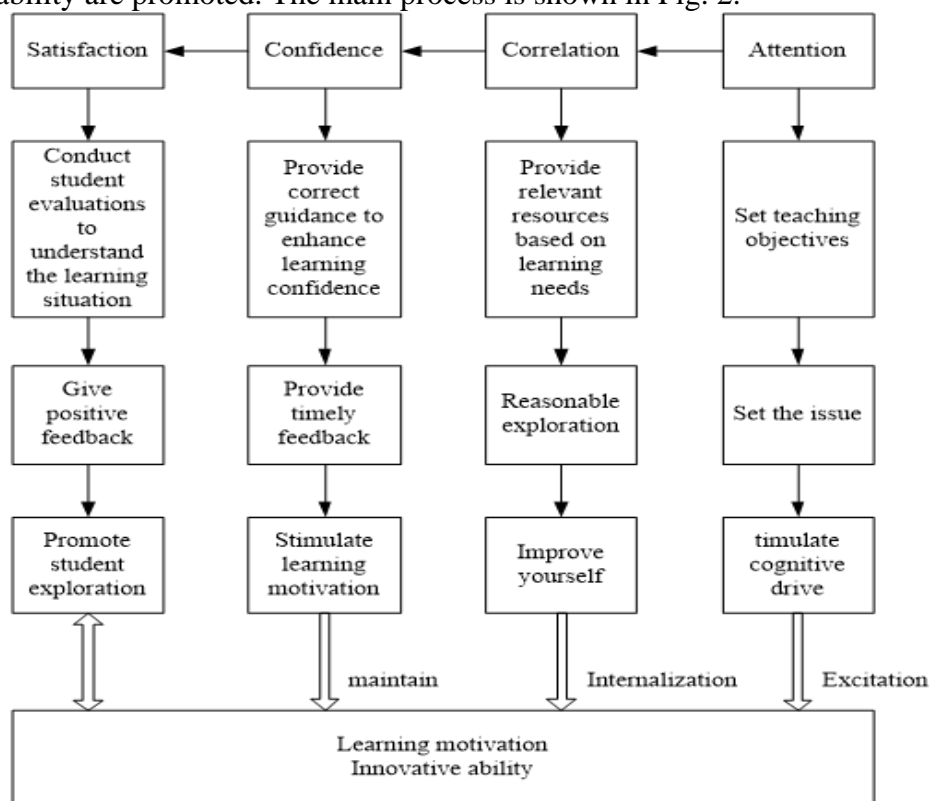 ability are promoted. The main process is shown in Fig. 2.
Satisfaction
Confidence
Correlation
Attention
Conduct
student
evaluations
to
understand
the learning
situation
Provide
correct
guidance to
enhance
learning
confidence
Provide
relevant
resources
based on
learning
needs
Set teaching
objectives
Give
positive
feedback
Provide
timely
feedback
Reasonable
exploration
Set the issue
Promote
student
exploration
Stimulate
learning
motivation
Improve
yourself
timulate
cognitive
drive
maintain
Internalization
Excitation
Learning motivation
Innovative ability